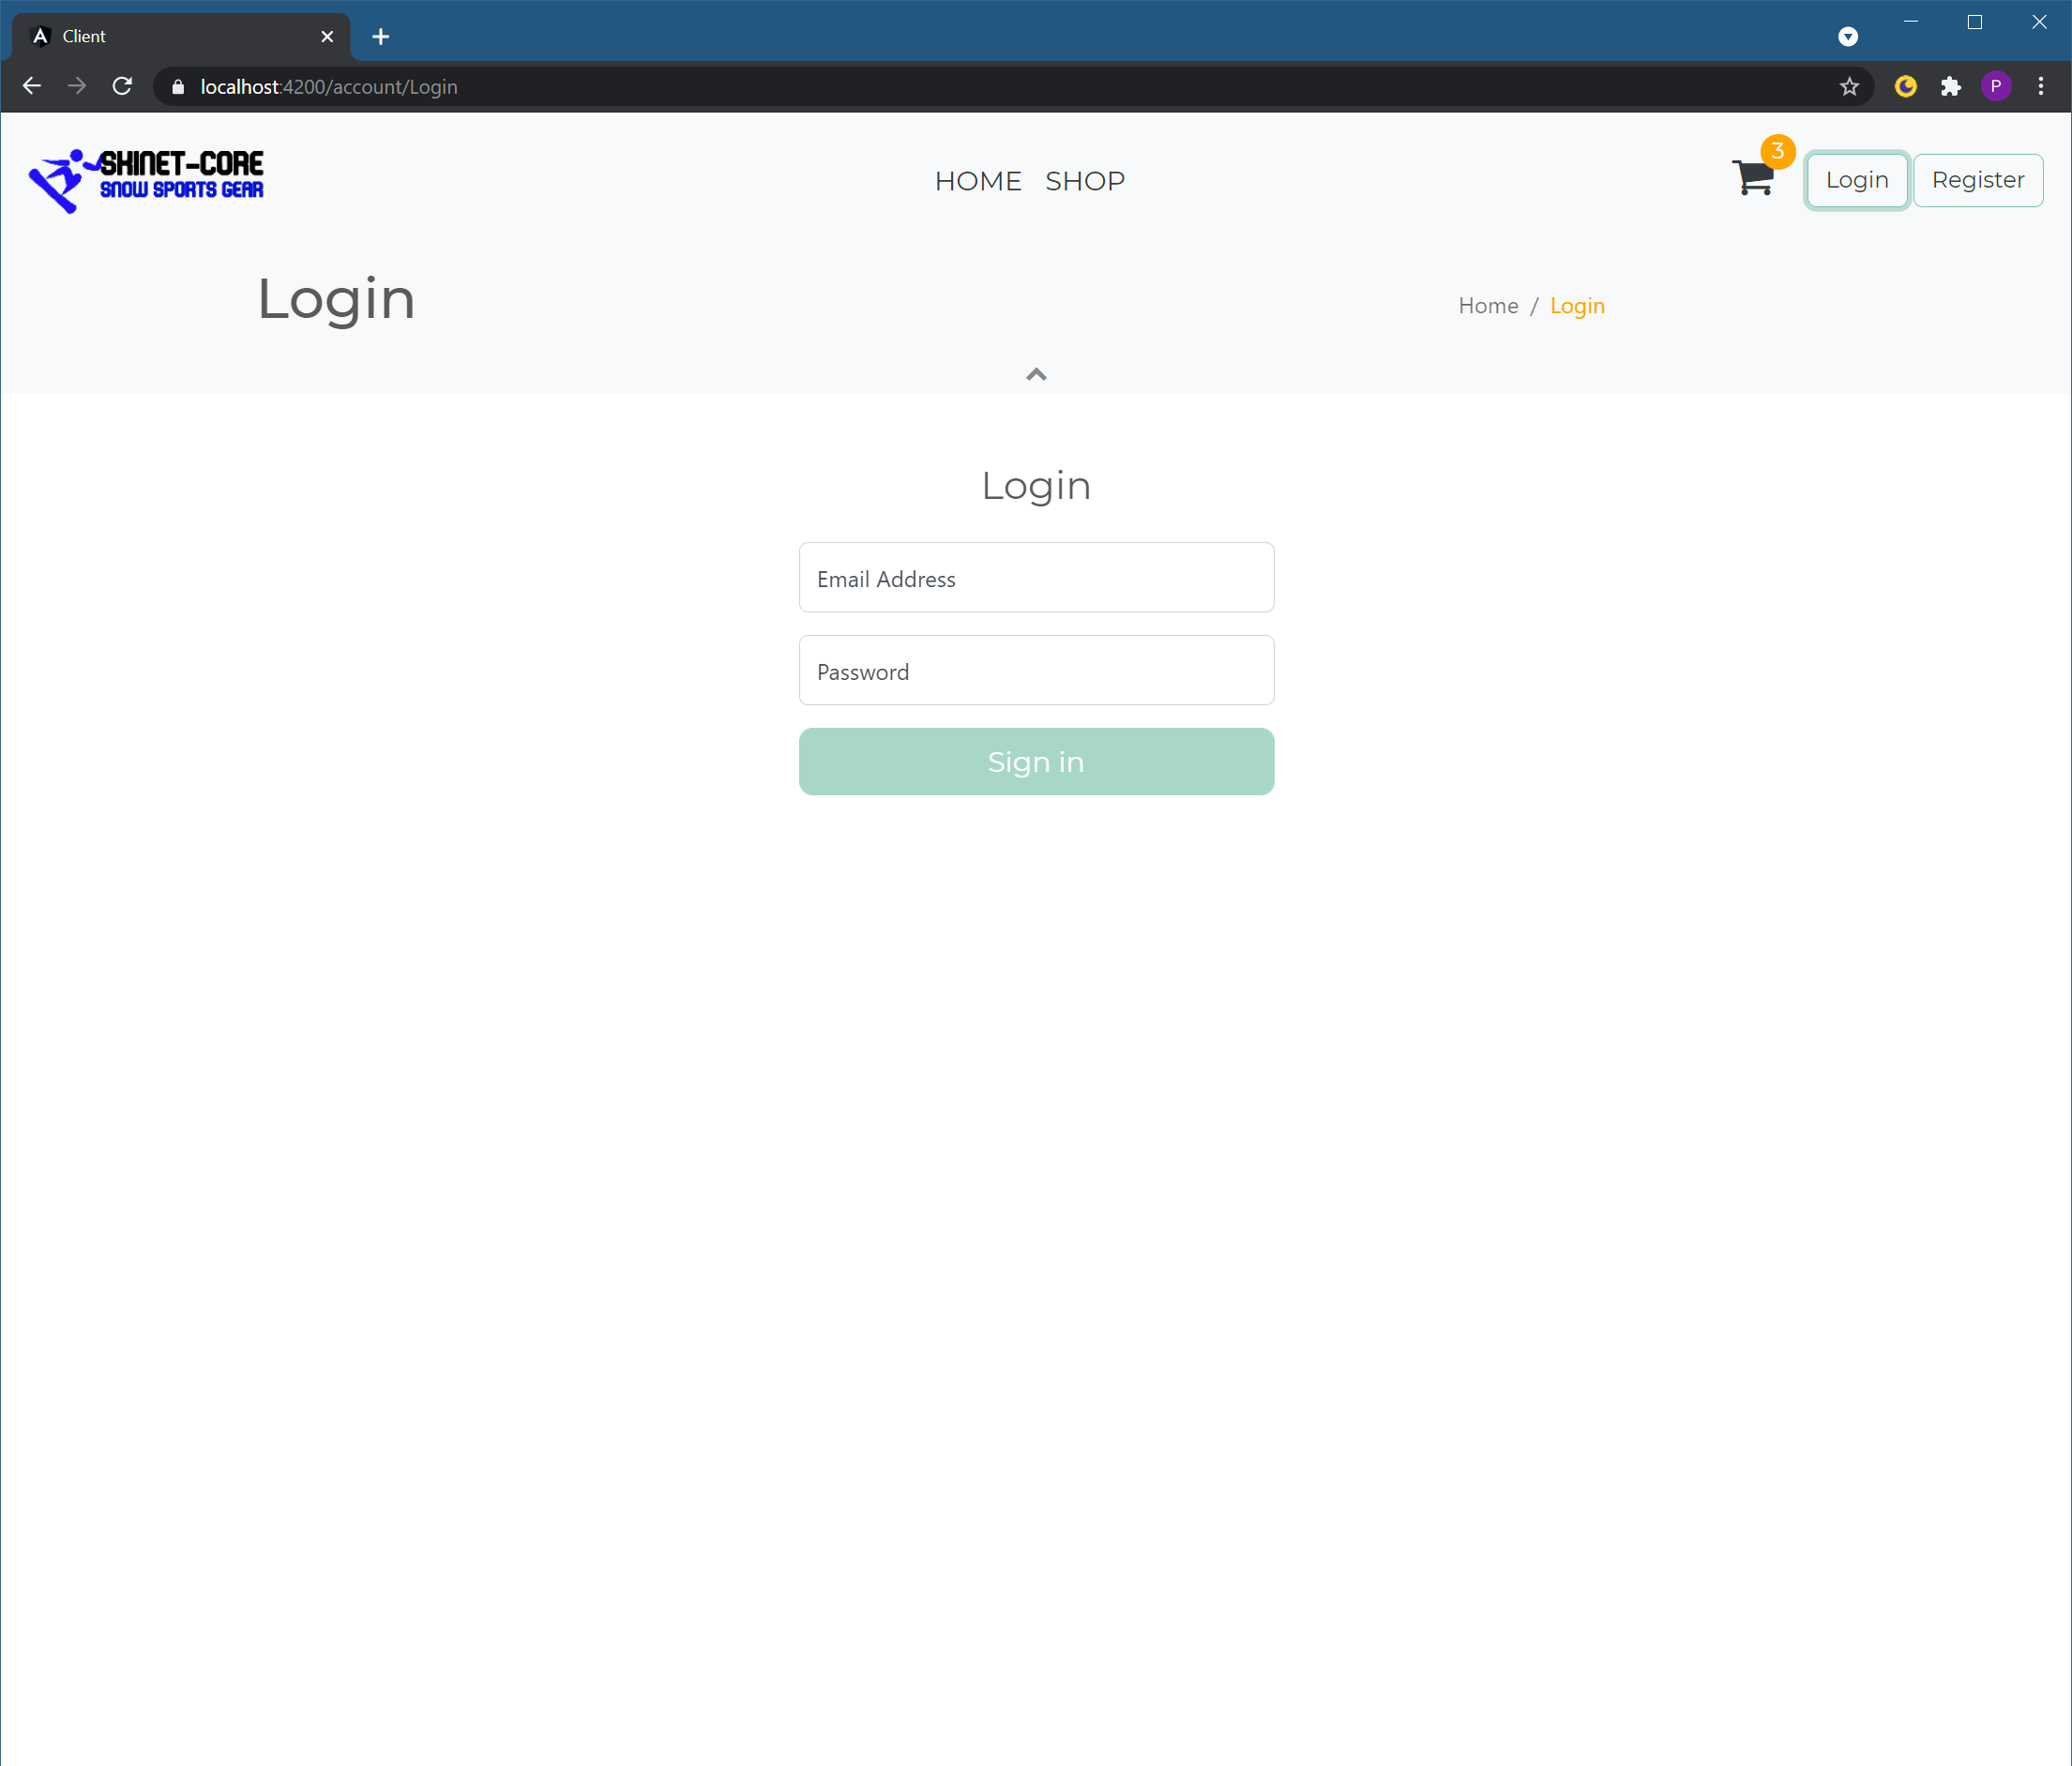 Client
localhost:4200/account/Login
P
SKINET-CORE
SNOW SPORTS GEAR
HOME SHOP
3
Login Register
Login
Home / Login
Login
Email Address
Password
Sign in